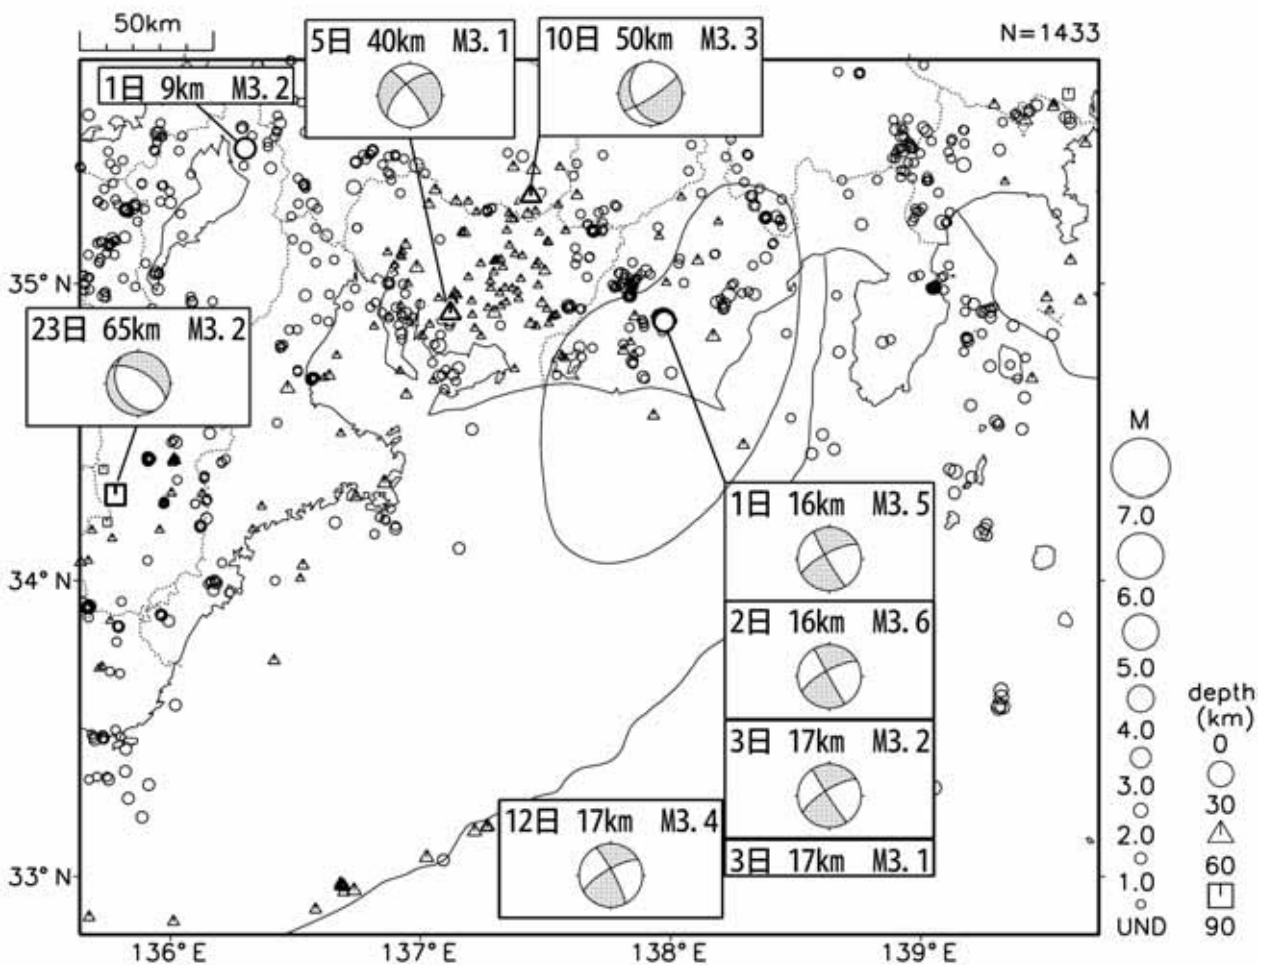 50km
N=1433
5日 40km M3.1
10日 50km M3.3
1日 9km M3.2
35°N
23日 65km M3.2
34°N
33°N
1日 16km M3.5
2日 16km M3.6
3日 17km M3.2
3日 17km M3.1
12日 17km M3.4
136°E
137°E
138°E
139°E
M
7.0
6.0
5.0
4.0
3.0
2.0
1.0
UND
depth
(km)
0
30
60
90